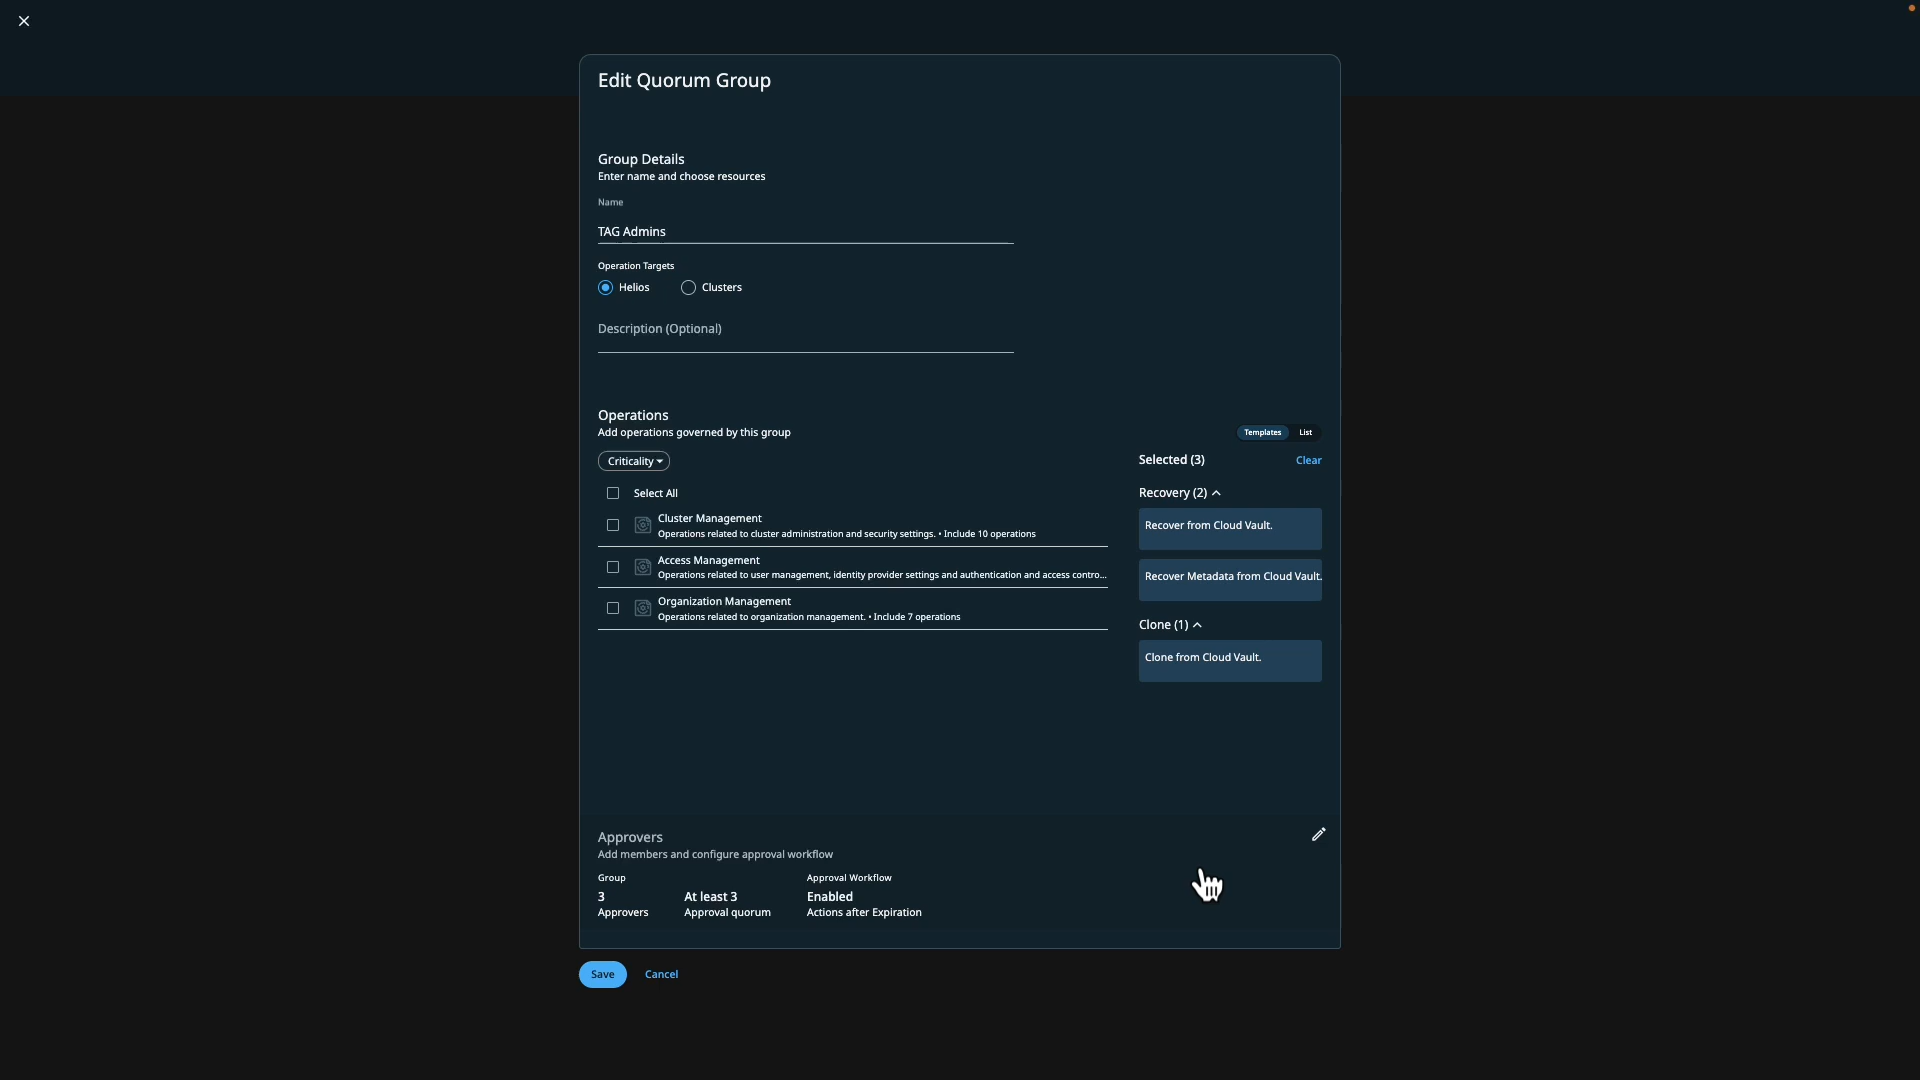 Edit Quorum Group
Group Details
Enter name and choose resources
Name
TAG Admins
Operation Targets
Helios
Clusters
Description (Optional)
Operations
Add operations governed by this group
Templates
List
Criticality
Selected (3)
Clear
Select All
Cluster Management
Operations related to cluster administration and security settings. • Include 10 operations
Access Management
Operations related to user management, identity provider settings and authentication and access contro...
Organization Management
Operations related to organization management. • Include 7 operations
Recovery (2)
Recover from Cloud Vault.
Recover Metadata from Cloud Vault.
Clone (1)
Clone from Cloud Vault.
Approvers
Add members and configure approval workflow
Group
Approval Workflow
3
At least 3
Enabled
Approvers
Approval quorum
Actions after Expiration
Save
Cancel